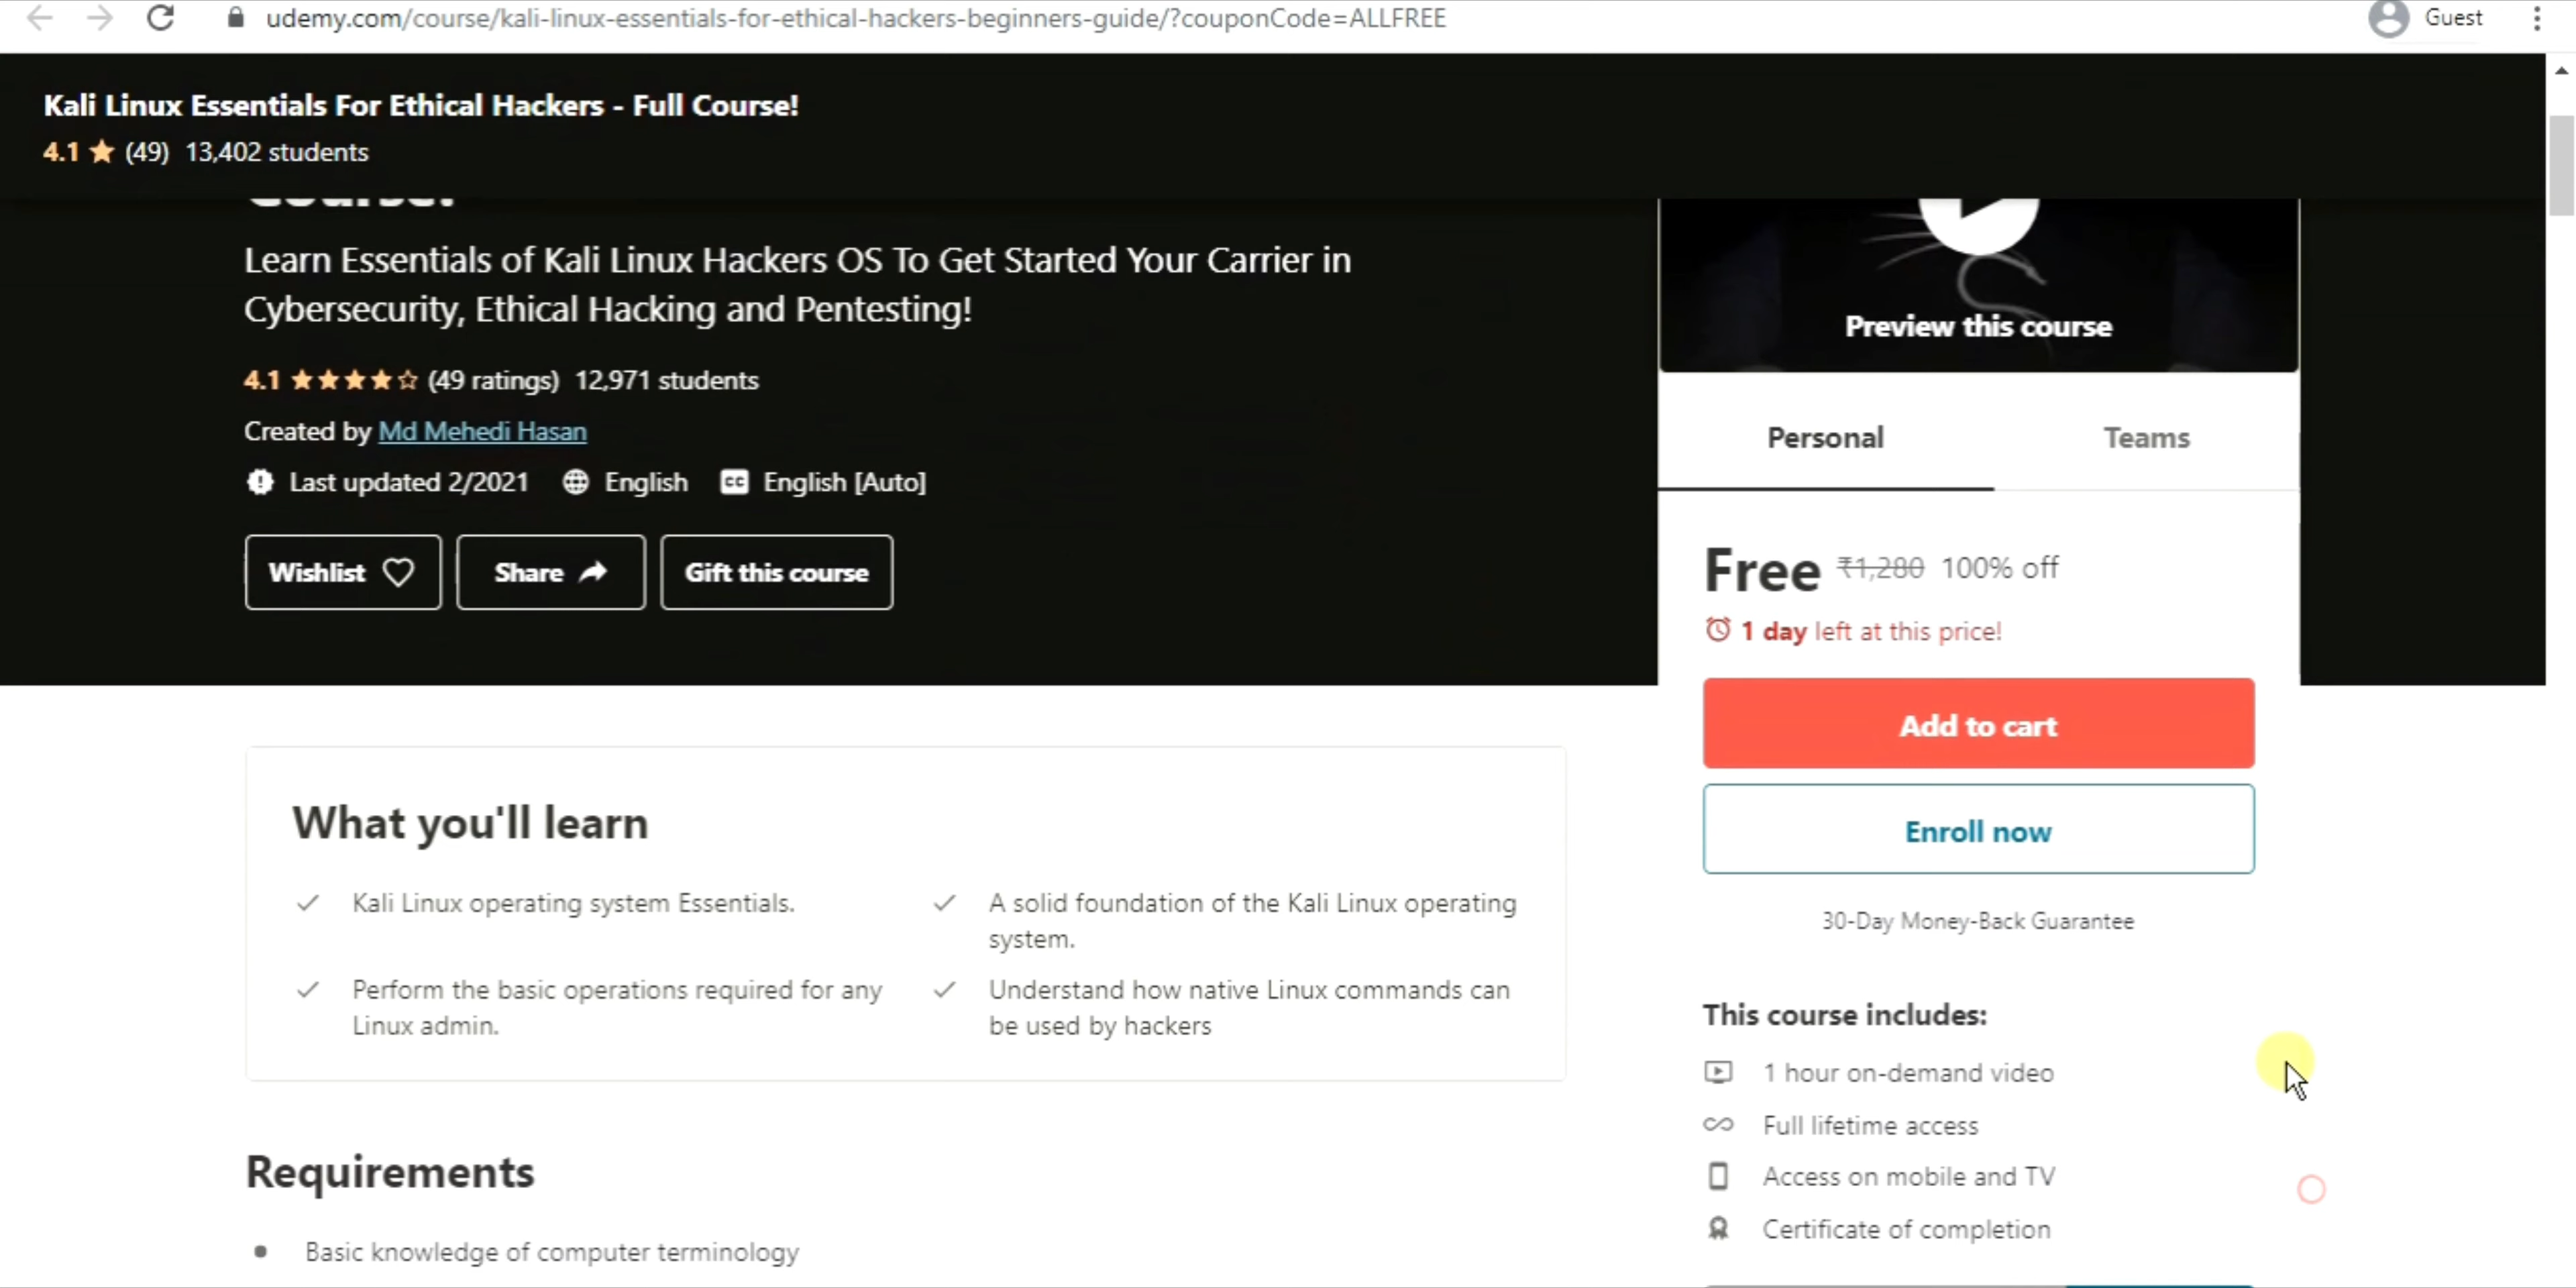 udemy.com/course/kali-linux-essentials-for-ethical-hackers-beginners-guide/?couponCode=ALLFREE
Guest
Kali Linux Essentials For Ethical Hackers - Full Course!
4.1 ★ (49) 13,402 students
Learn Essentials of Kali Linux Hackers OS To Get Started Your Carrier in
Cybersecurity, Ethical Hacking and Pentesting!
4.1 ★★★★☆ (49 ratings) 12,971 students
Created by Md Mehedi Hasan
Last updated 2/2021 English CC English [Auto]
Wishlist Share Gift this course
Preview this course
Personal Teams
Free ₹1,280 100% off
1 day left at this price!
Add to cart
Enroll now
30-Day Money-Back Guarantee
This course includes:
1 hour on-demand video
Full lifetime access
Access on mobile and TV
Certificate of completion
What you'll learn
Kali Linux operating system Essentials.
A solid foundation of the Kali Linux operating
system.
Perform the basic operations required for any
Linux admin.
Understand how native Linux commands can
be used by hackers
Requirements
Basic knowledge of computer terminology